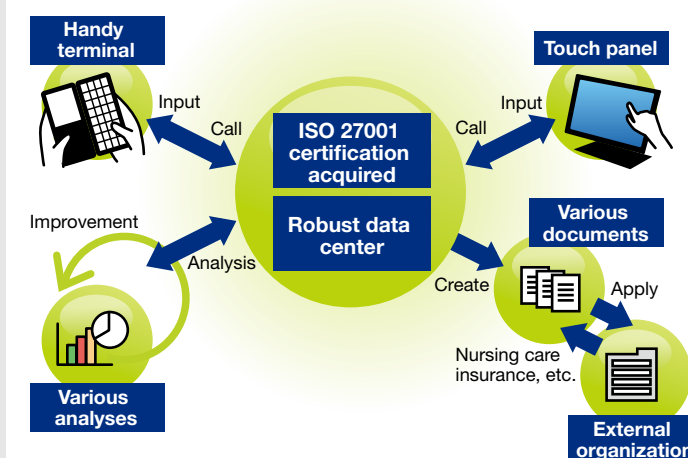 Handy
terminal
Input
Call
ISO 27001
certification
acquired
Robust data
center
Touch panel
Input
Call
Improvement
Analysis
Various
analyses
Various
documents
Create
Apply
Nursing care
insurance, etc.
External
organization